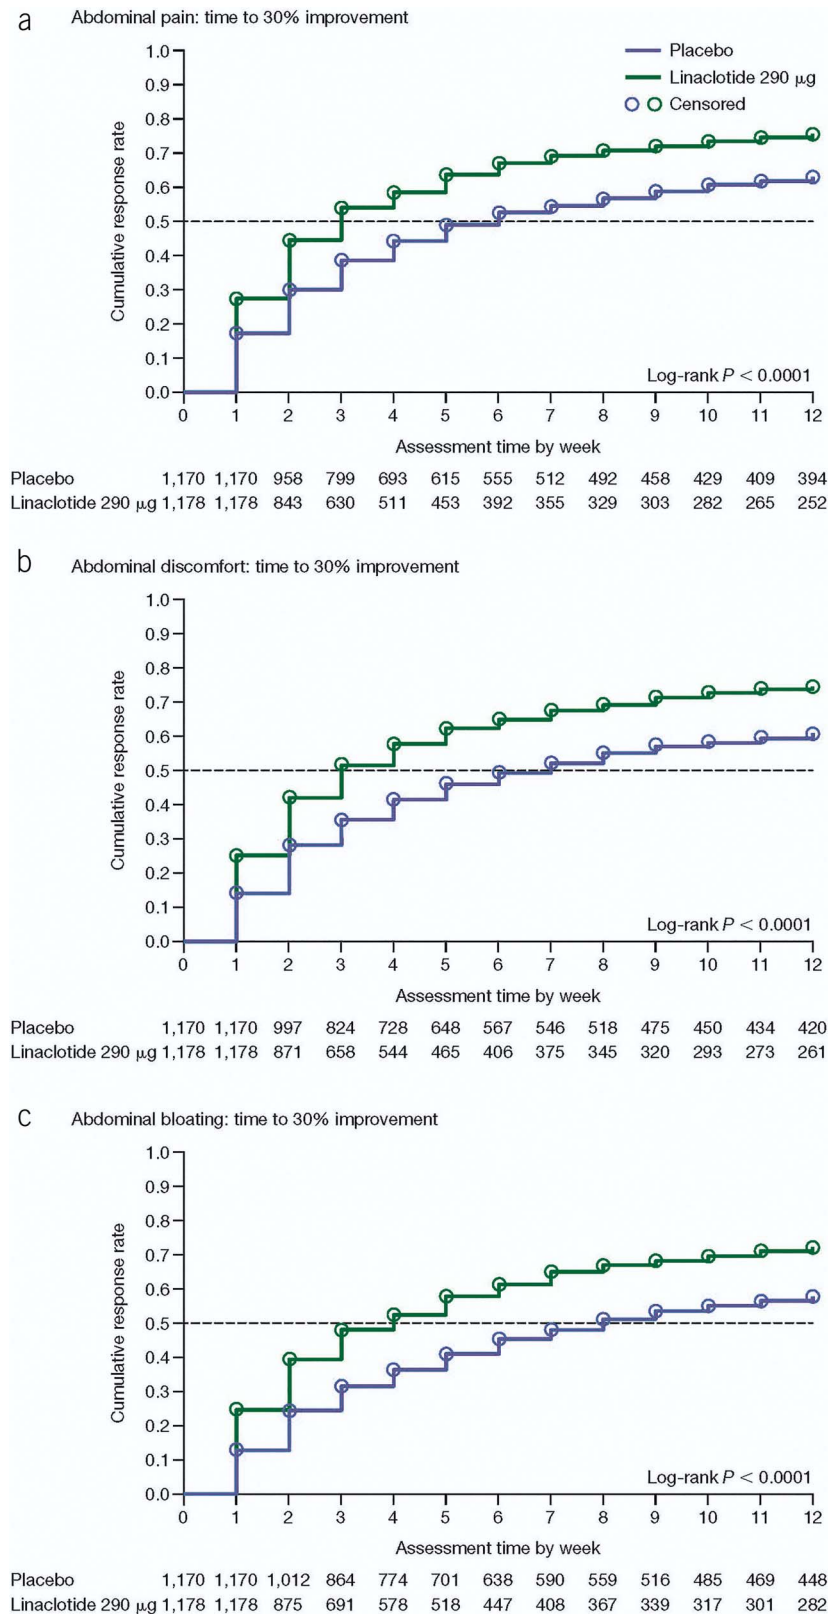 a Abdominal pain: time to 30% improvement
1.0
0.9
0.8
0.7
0.6
0.5
0.4
0.3
0.2
0.1
0.0
Cumulative response rate
Placebo
Linaclotide 290 μg
Censored
Log-rank P < 0.0001
0 1 2 3 4 5 6 7 8 9 10 11 12
Assessment time by week
Placebo 1,170 1,170 958 799 693 615 555 512 492 458 429 409 394
Linaclotide 290 μg 1,178 1,178 843 630 511 453 392 355 329 303 282 265 252
b Abdominal discomfort: time to 30% improvement
1.0
0.9
0.8
0.7
0.6
0.5
0.4
0.3
0.2
0.1
0.0
Cumulative response rate
Log-rank P < 0.0001
0 1 2 3 4 5 6 7 8 9 10 11 12
Assessment time by week
Placebo 1,170 1,170 997 824 728 648 567 546 518 475 450 434 420
Linaclotide 290 μg 1,178 1,178 871 658 544 465 406 375 345 320 293 273 261
c Abdominal bloating: time to 30% improvement
1.0
0.9
0.8
0.7
0.6
0.5
0.4
0.3
0.2
0.1
0.0
Cumulative response rate
Log-rank P < 0.0001
0 1 2 3 4 5 6 7 8 9 10 11 12
Assessment time by week
Placebo 1,170 1,170 1,012 864 774 701 638 590 559 516 485 469 448
Linaclotide 290 μg 1,178 1,178 875 691 578 518 447 408 367 339 317 301 282